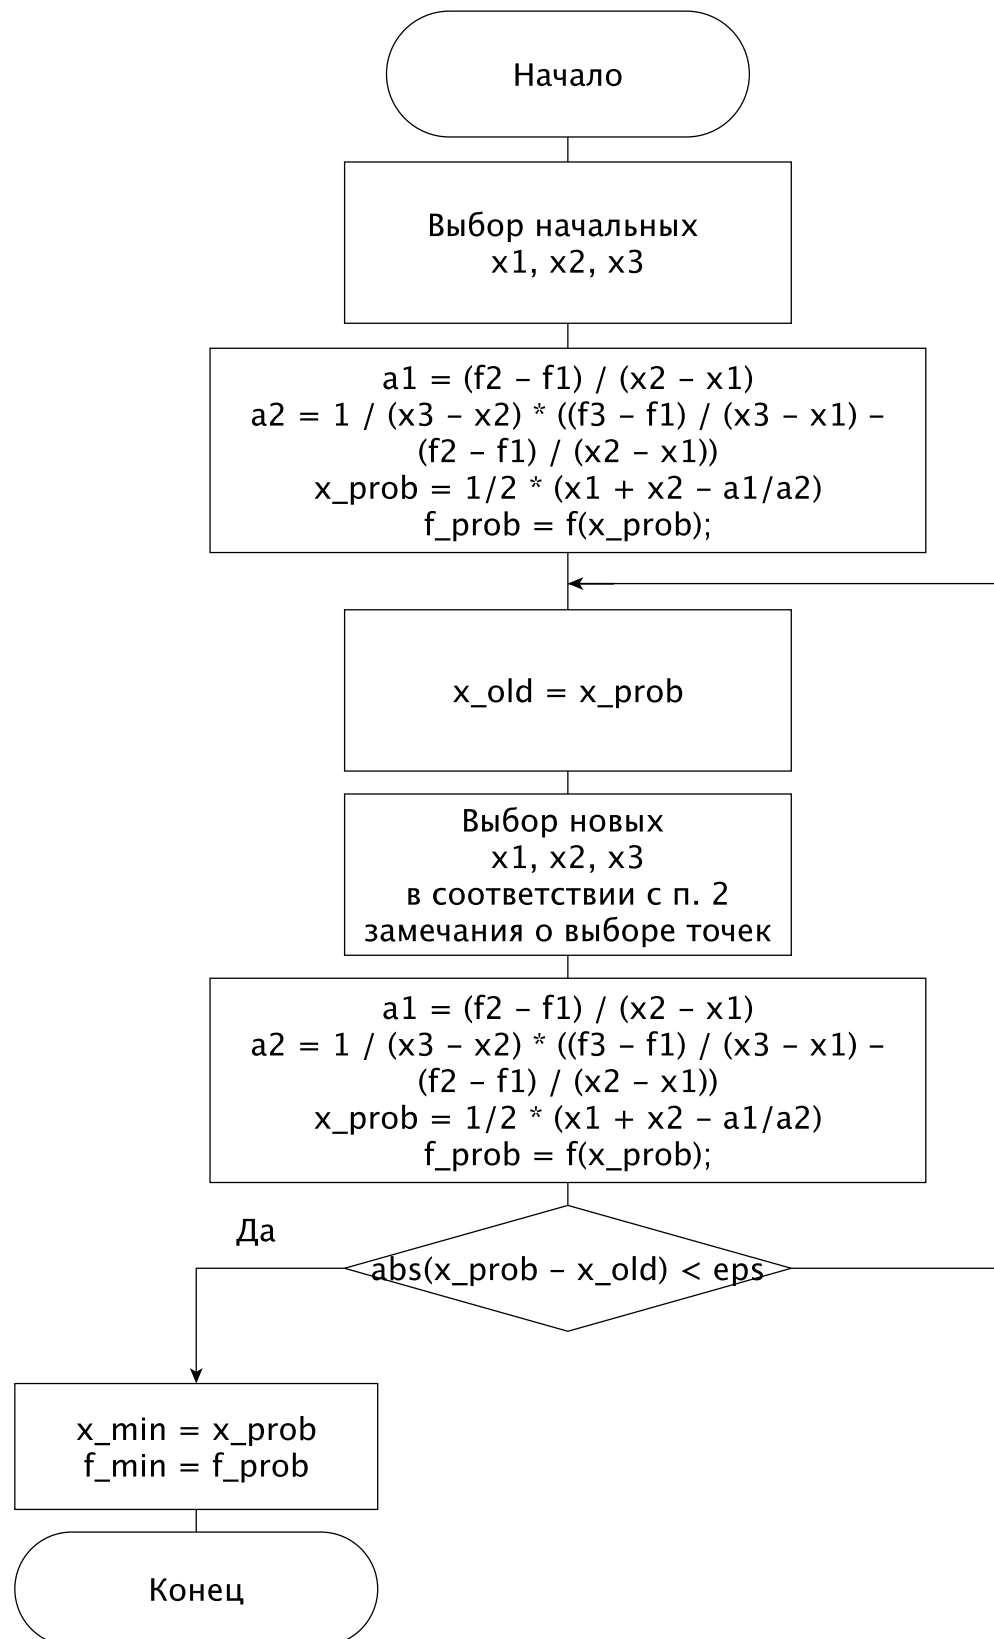 Начало
Выбор начальных
x1, x2, x3
a1 = (f2 – f1) / (x2 – x1)
a2 = 1 / (x3 – x2) * ((f3 – f1) / (x3 – x1) –
(f2 – f1) / (x2 – x1))
x_prob = 1/2 * (x1 + x2 – a1/a2)
f_prob = f(x_prob);
x_old = x_prob
Выбор новых
x1, x2, x3
в соответствии с п. 2
замечания о выборе точек
a1 = (f2 – f1) / (x2 – x1)
a2 = 1 / (x3 – x2) * ((f3 – f1) / (x3 – x1) –
(f2 – f1) / (x2 – x1))
x_prob = 1/2 * (x1 + x2 – a1/a2)
f_prob = f(x_prob);
Да
abs(x_prob – x_old) < eps
x_min = x_prob
f_min = f_prob
Конец